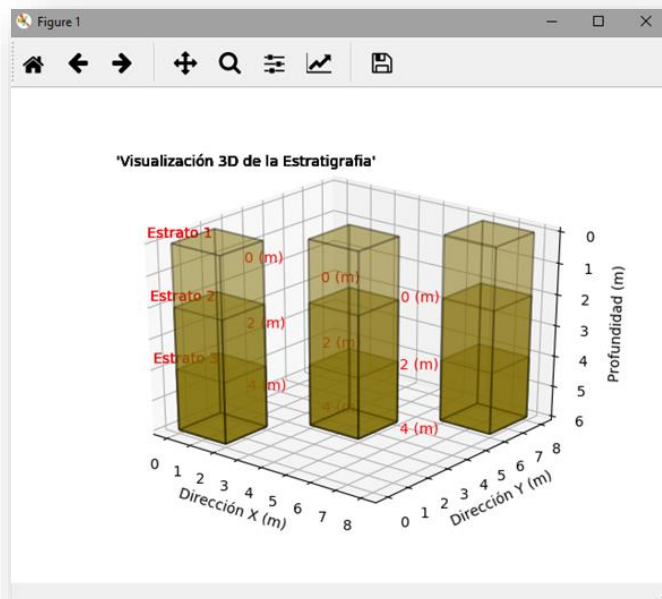 Figure 1
'Visualización 3D de la Estratigrafia'
Estrato 1
0 (m)
0 (m)
0 (m)
Estrato 2
2 (m)
2 (m)
2 (m)
Estrato 3
4 (m)
4 (m)
4 (m)
0
1
2
3
4
5
6
Profundidad (m)
0
1
2
3
4
5
6
7
8
Dirección X (m)
0
1
2
3
4
5
6
7
8
Dirección Y (m)